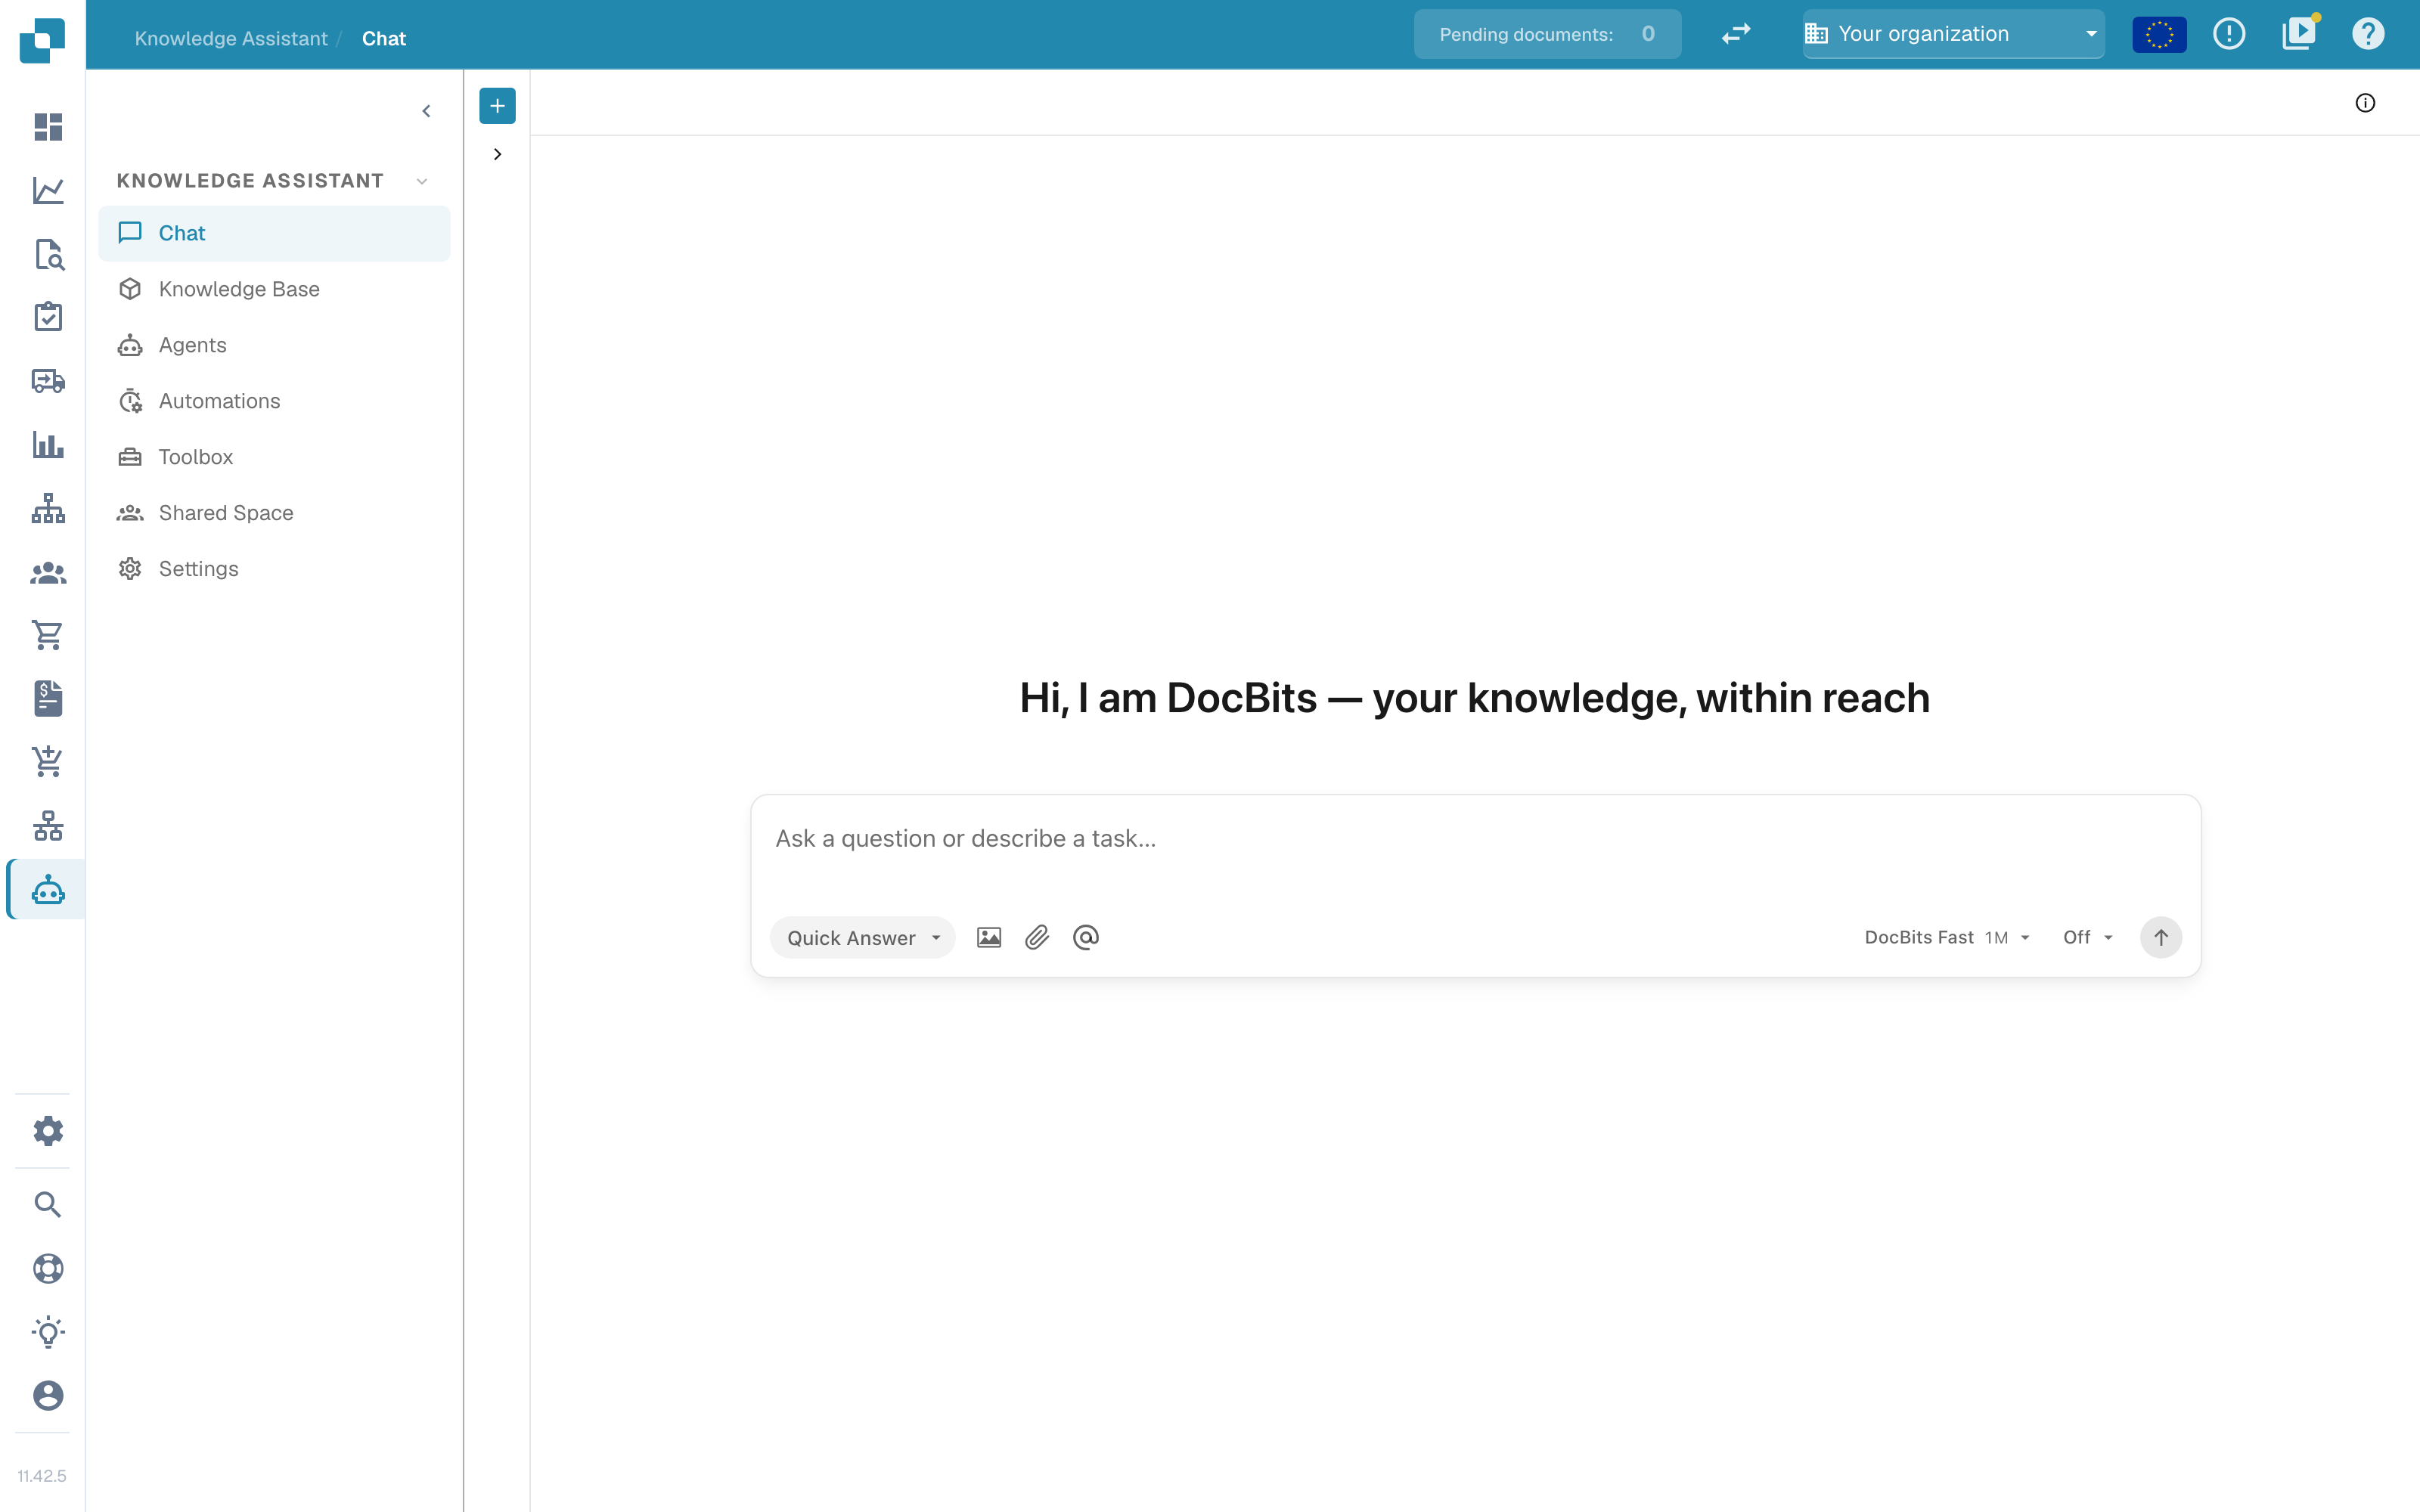 Knowledge Assistant / Chat
Pending documents: 0
Your organization
KNOWLEDGE ASSISTANT
Chat
Knowledge Base
Agents
Automations
Toolbox
Shared Space
Settings
Hi, I am DocBits — your knowledge, within reach
Ask a question or describe a task...
Quick Answer
DocBits Fast 1M
Off
11.42.5